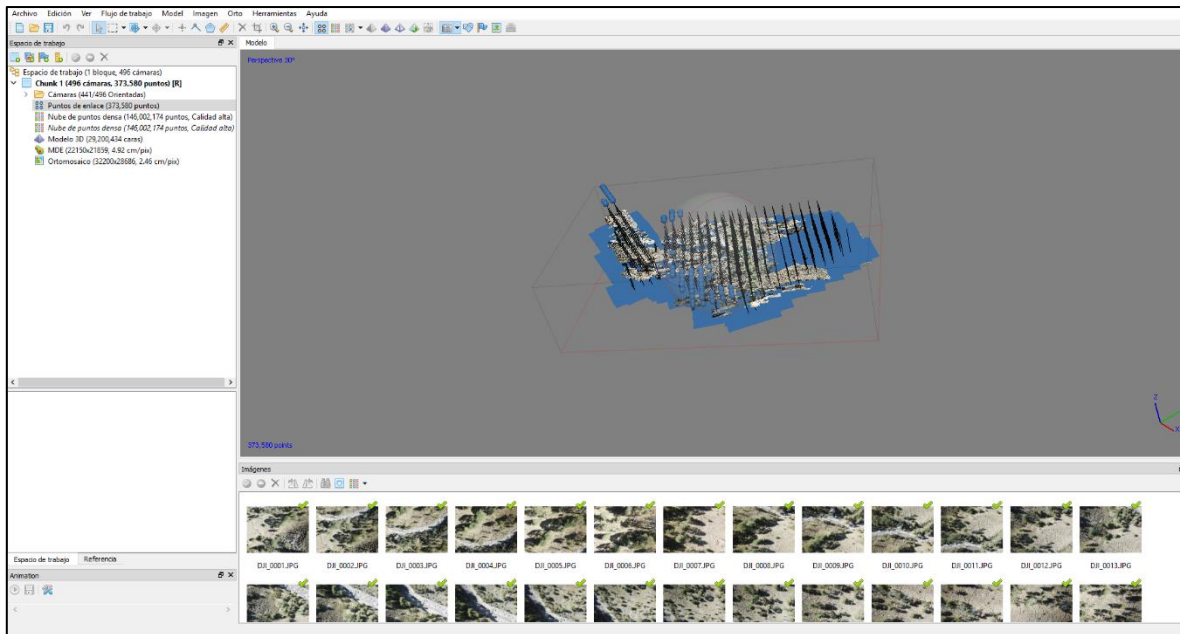 Archivo Edición Ver Flujo de trabajo Model Imagen Orto Herramientas Ayuda
Espacio de trabajo
Modelo
Perspective 30°
Espacio de trabajo (1 bloque, 496 cámaras)
Chunk 1 (496 cámaras, 373,580 puntos) [R]
Cámaras (441/496 Orientadas)
Puntos de enlace (373,580 puntos)
Nube de puntos densa (146,002,174 puntos, Calidad alta)
Nube de puntos densa (146,002,174 puntos, Calidad alta)
Modelo 3D (29,200,434 caras)
MDE (22150x21859, 4.92 cm/pix)
Ortomosaico (32200x28686, 2.46 cm/pix)
Z
X
373,580 points
Imágenes
DJI_0001.JPG DJI_0002.JPG DJI_0003.JPG DJI_0004.JPG DJI_0005.JPG DJI_0006.JPG DJI_0007.JPG DJI_0008.JPG DJI_0009.JPG DJI_0010.JPG DJI_0011.JPG DJI_0012.JPG DJI_0013.JPG
Espacio de trabajo Referencia
Animation